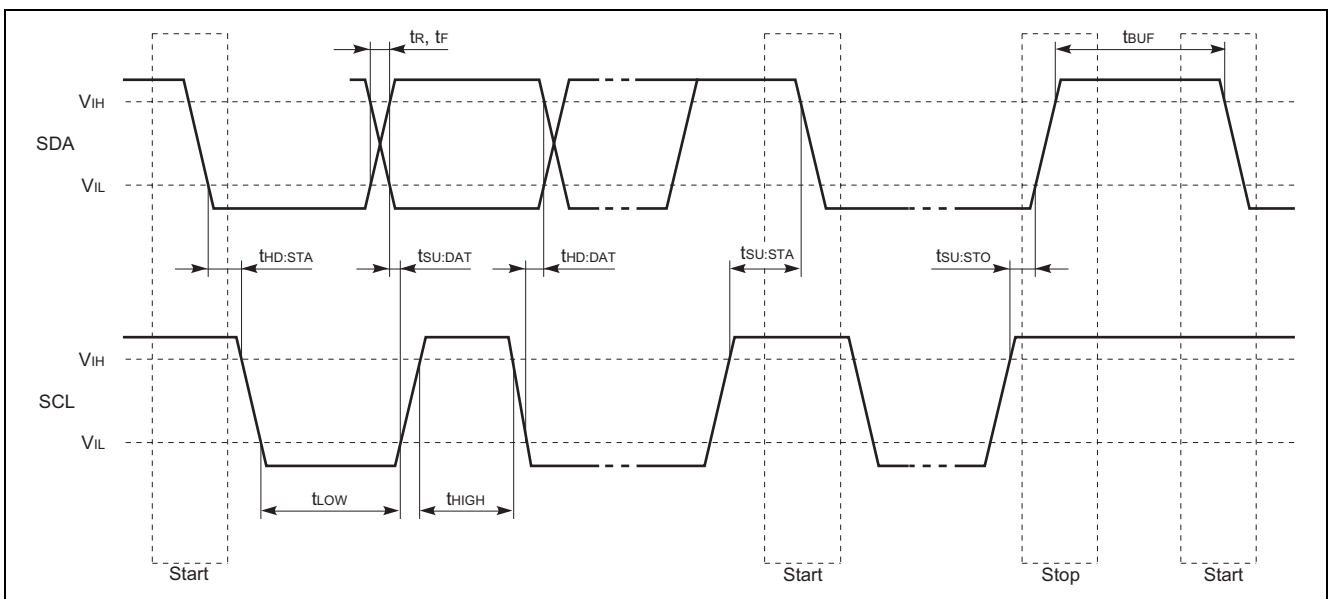 tR, tF
tBUF
VIH
SDA
VIL
tHD:STA
tSU:DAT
tHD:DAT
tSU:STA
tSU:STO
VIH
SCL
VIL
tLOW
tHIGH
Start
Start
Stop
Start